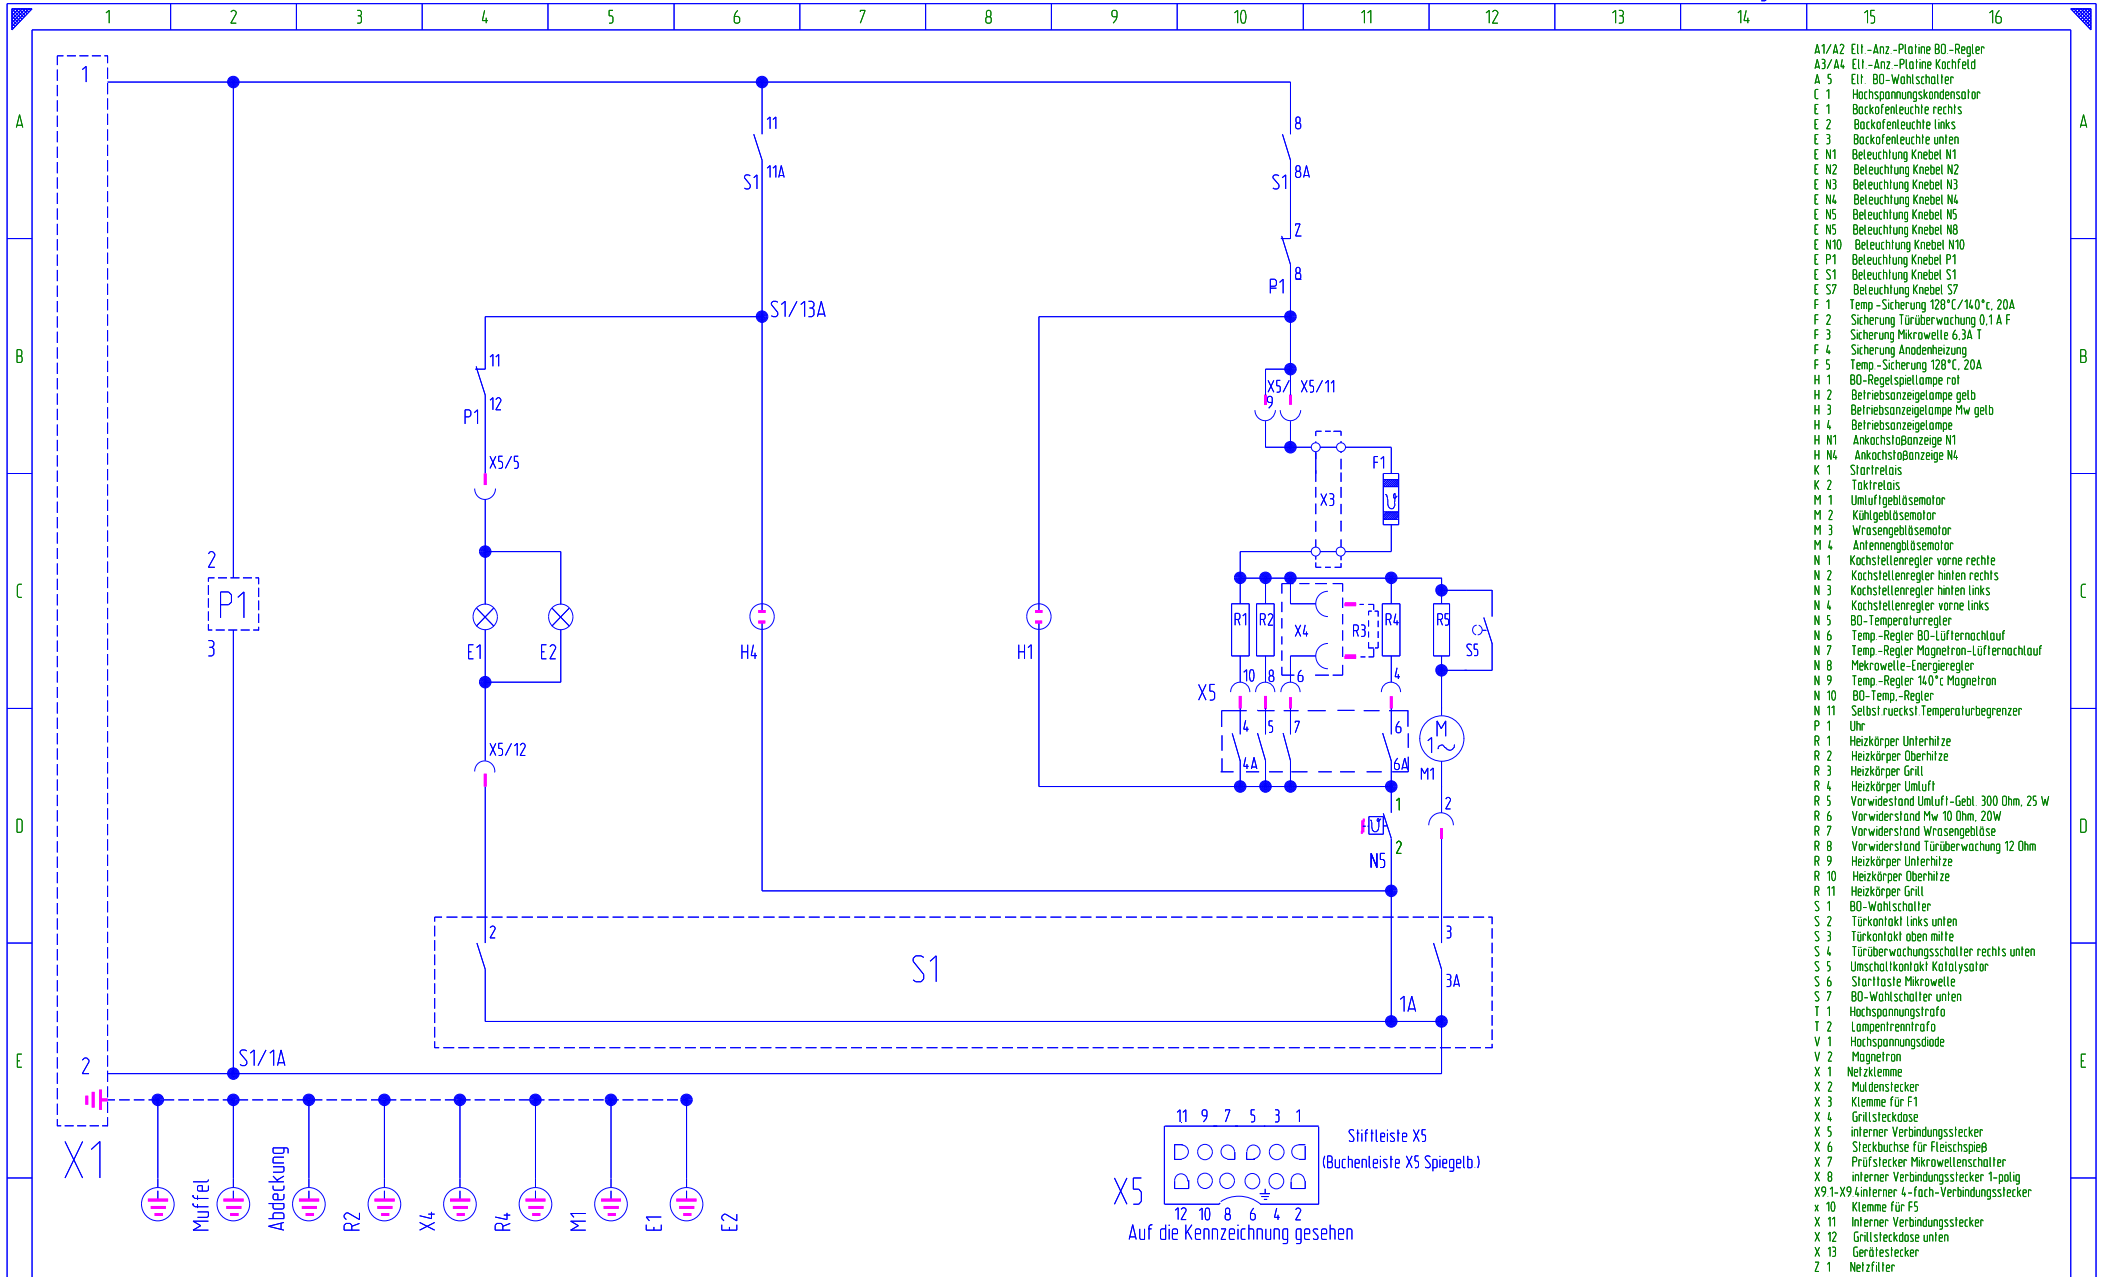 1 2 3 4 5 6 7 8 9 10 11 12 13 14 15 16
A
B
C
D
E
A
B
C
D
E
1
2
X1
2
P1
3
S1/1A
11
11A
S1
S1/13A
11
12
P1
X5/5
E1
E2
X5/12
H4
H1
8
8A
S1
2
8
P1
X5/9
X5/11
F1
X3
R1
R2
X4
R3
R4
R5
S5
X5
10
8
6
4
4
5
7
6
4A
6A
M
1~
M1
1
2
N5
2
2
S1
3
3A
1A
Muffel
Abdeckung
R2
X4
R4
M1
E1
E2
11 9 7 5 3 1
X5
12 10 8 6 4 2
Stiftleiste X5
(Buchenleiste X5 Spiegelb.)
Auf die Kennzeichnung gesehen
A1/A2 Elt.-Anz.-Platine BO.-Regler
A3/A4 Elt.-Anz.-Platine Kochfeld
A 5 Elt. BO-Wahlschalter
C 1 Hochspannungskondensator
E 1 Backofenleuchte rechts
E 2 Backofenleuchte links
E 3 Backofenleuchte unten
E N1 Beleuchtung Knebel N1
E N2 Beleuchtung Knebel N2
E N3 Beleuchtung Knebel N3
E N4 Beleuchtung Knebel N4
E N5 Beleuchtung Knebel N5
E N5 Beleuchtung Knebel N8
E N10 Beleuchtung Knebel N10
E P1 Beleuchtung Knebel P1
E S1 Beleuchtung Knebel S1
E S7 Beleuchtung Knebel S7
F 1 Temp.-Sicherung 128°C/140°c, 20A
F 2 Sicherung Türüberwachung 0,1 A F
F 3 Sicherung Mikrowelle 6,3A T
F 4 Sicherung Anodenheizung
F 5 Temp.-Sicherung 128°C, 20A
H 1 BO-Regelspiellampe rot
H 2 Betriebsanzeigelampe gelb
H 3 Betriebsanzeigelampe Mw gelb
H 4 Betriebsanzeigelampe
H N1 Ankochstoßanzeige N1
H N4 Ankochstoßanzeige N4
K 1 Startrelais
K 2 Taktrelais
M 1 Umluftgebläsemotor
M 2 Kühlgebläsemotor
M 3 Wrasengebläsemotor
M 4 Antennengbläsemotor
N 1 Kochstellenregler vorne rechte
N 2 Kochstellenregler hinten rechts
N 3 Kochstellenregler hinten links
N 4 Kochstellenregler vorne links
N 5 BO-Temperaturregler
N 6 Temp.-Regler BO-Lüfternachlauf
N 7 Temp.-Regler Magnetron-Lüfternachlauf
N 8 Mekrowelle-Energieregler
N 9 Temp.-Regler 140°c Magnetron
N 10 BO-Temp.-Regler
N 11 Selbst rueckst.Temperaturbegrenzer
P 1 Uhr
R 1 Heizkörper Unterhitze
R 2 Heizkörper Oberhitze
R 3 Heizkörper Grill
R 4 Heizkörper Umluft
R 5 Vorwidestand Umluft-Gebl. 300 Ohm, 25 W
R 6 Vorwiderstand Mw 10 Ohm, 20W
R 7 Vorwiderstand Wrasengebläse
R 8 Vorwiderstand Türüberwachung 12 Ohm
R 9 Heizkörper Unterhitze
R 10 Heizkörper Oberhitze
R 11 Heizkörper Grill
S 1 BO-Wahlschalter
S 2 Türkontakt links unten
S 3 Türkontakt oben mitte
S 4 Türüberwachungsschalter rechts unten
S 5 Umschaltkontakt Katalysator
S 6 Starttaste Mikrowelle
S 7 BO-Wahlschalter unten
T 1 Hochspannungstrafo
T 2 Lampentrenntrafo
V 1 Hochspannungsdiode
V 2 Magnetron
X 1 Netzklemme
X 2 Muldenstecker
X 3 Klemme für F1
X 4 Grillsteckdose
X 5 interner Verbindungsstecker
X 6 Steckbuchse für Fleischspieß
X 7 Prüfstecker Mikrowellenschalter
X 8 interner Verbindungsstecker 1-polig
X9.1-X9.4interner 4-fach-Verbindungsstecker
x 10 Klemme für F5
X 11 Interner Verbindungsstecker
X 12 Grillsteckdose unten
X 13 Gerätestecker
Z 1 Netzfilter